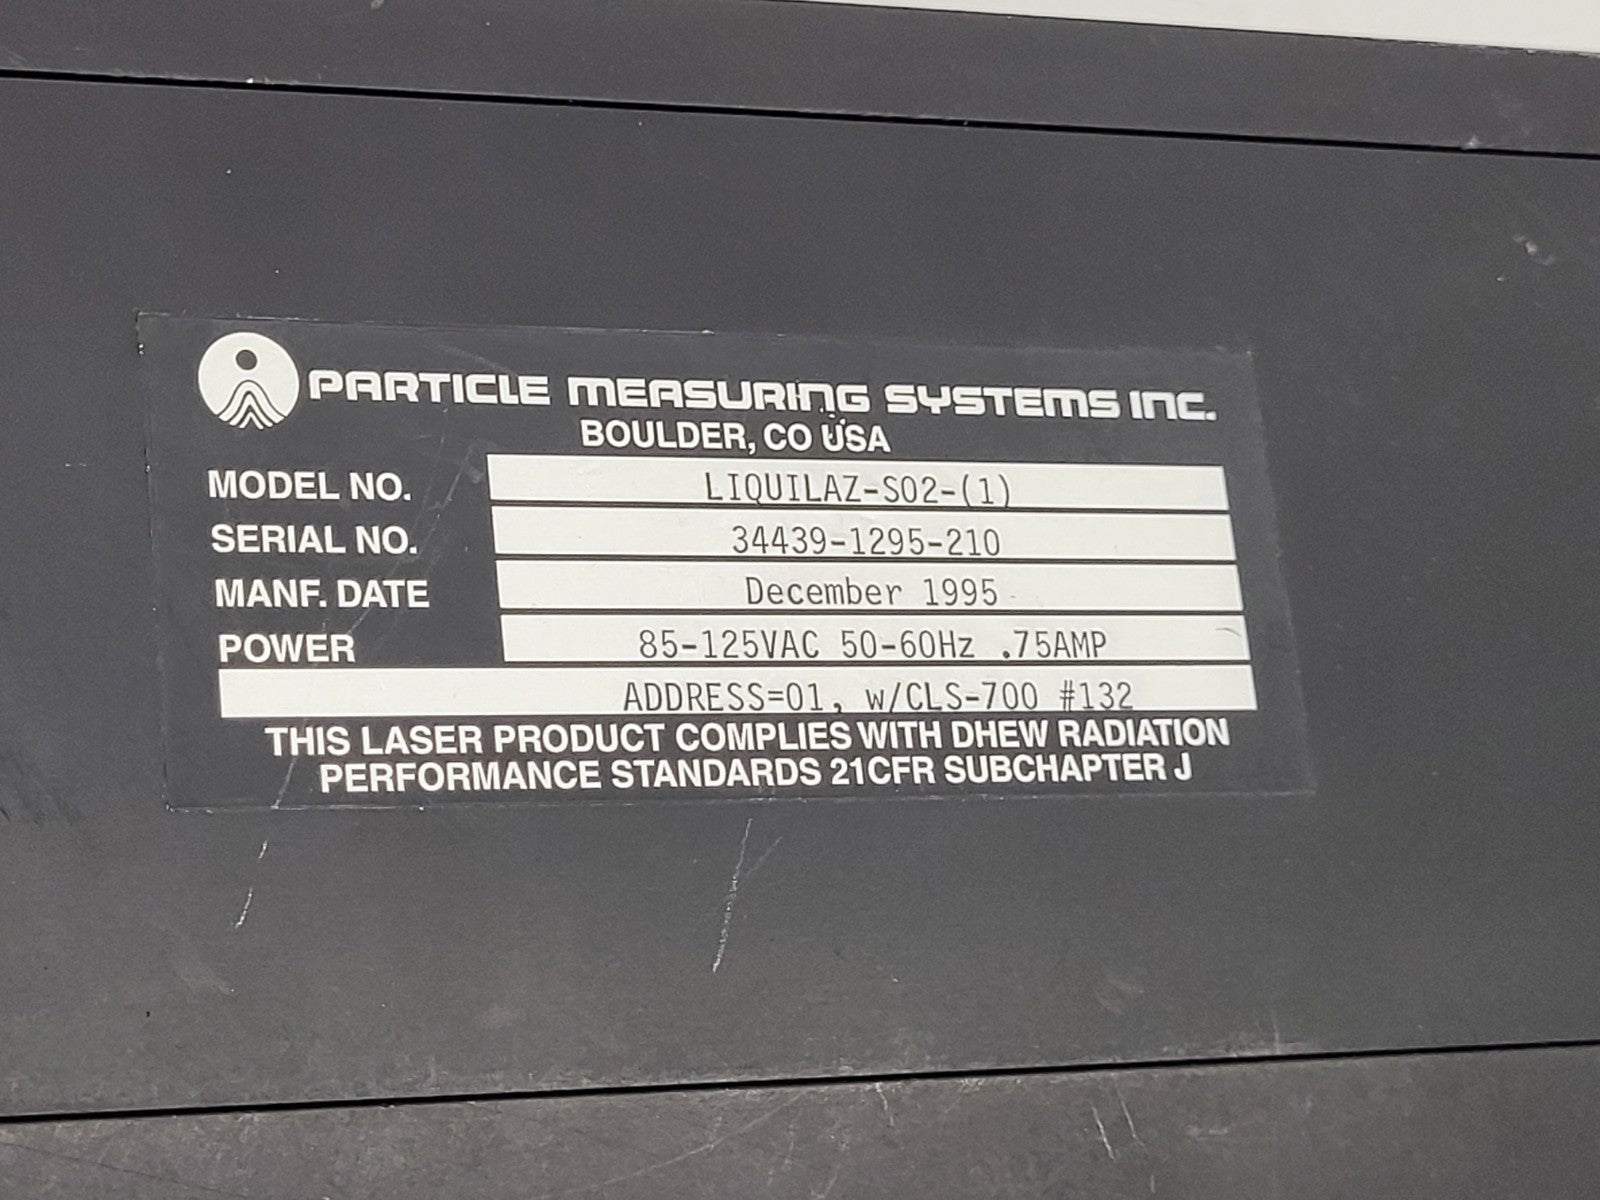 PARTICLE MEASURING SYSTEMS INC.
BOULDER, CO USA
MODEL NO. LIQUILAZ-S02-(1)
SERIAL NO. 34439-1295-210
MANF. DATE December 1995
POWER 85-125VAC 50-60Hz .75AMP
ADDRESS=01, w/CLS-700 #132
THIS LASER PRODUCT COMPLIES WITH DHEW RADIATION
PERFORMANCE STANDARDS 21CFR SUBCHAPTER J